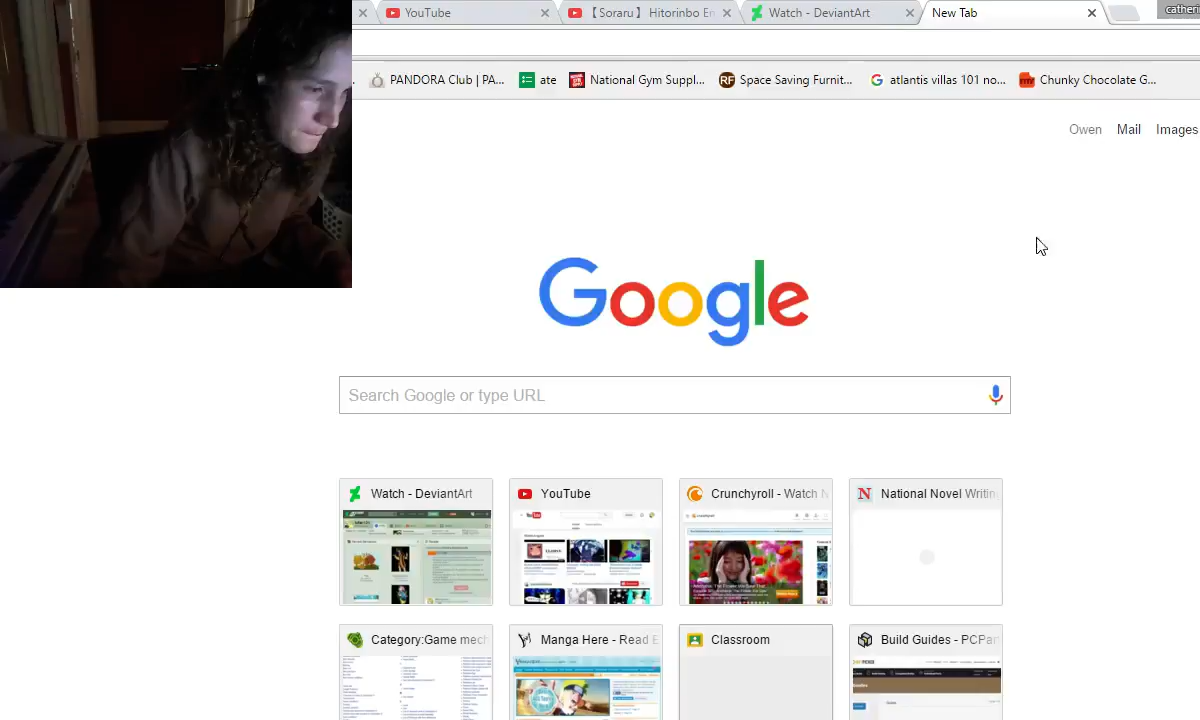 YouTube
【Soraru】Hitorinbo En
Watch - DeviantArt
New Tab
catheri
PANDORA Club | PA...
ate
National Gym Suppl...
Space Saving Furnit...
atlantis villas 101 no...
Chunky Chocolate G...
Owen Mail Images
Google
Search Google or type URL
Watch - DeviantArt
YouTube
Crunchyroll - Watch N
National Novel Writin
Category:Game mech
Manga Here - Read E
Classroom
Build Guides - PCPar